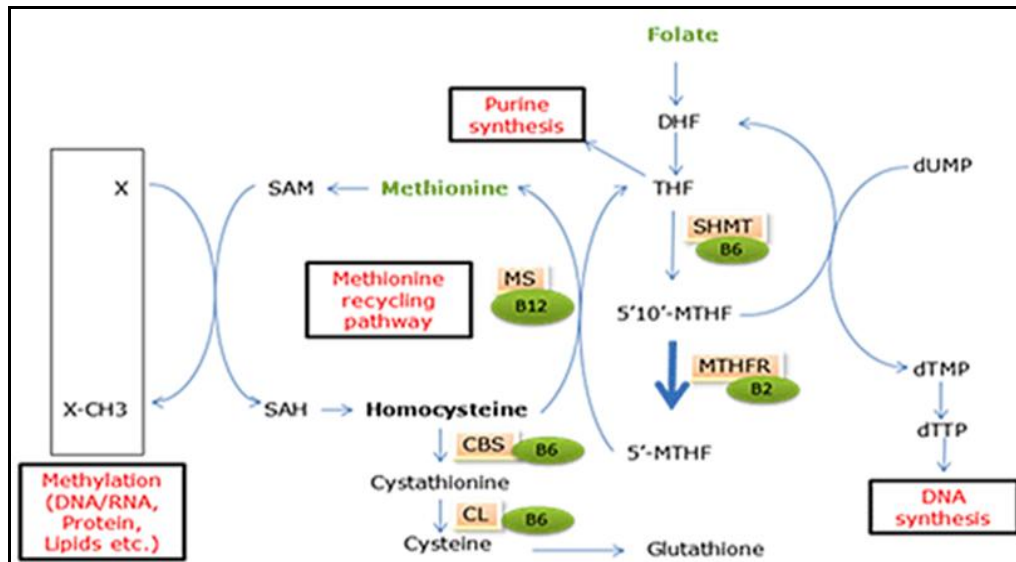 Folate
Purine
synthesis
DHF
dUMP
X
SAM
Methionine
THF
SHMT
B6
Methionine
recycling
pathway
MS
B12
5'10'-MTHF
MTHFR
B2
dTMP
X-CH3
SAH
Homocysteine
dTTP
CBS
B6
5'-MTHF
Cystathionine
Methylation
(DNA/RNA,
Protein,
Lipids etc.)
CL
B6
DNA
synthesis
Cysteine
Glutathione